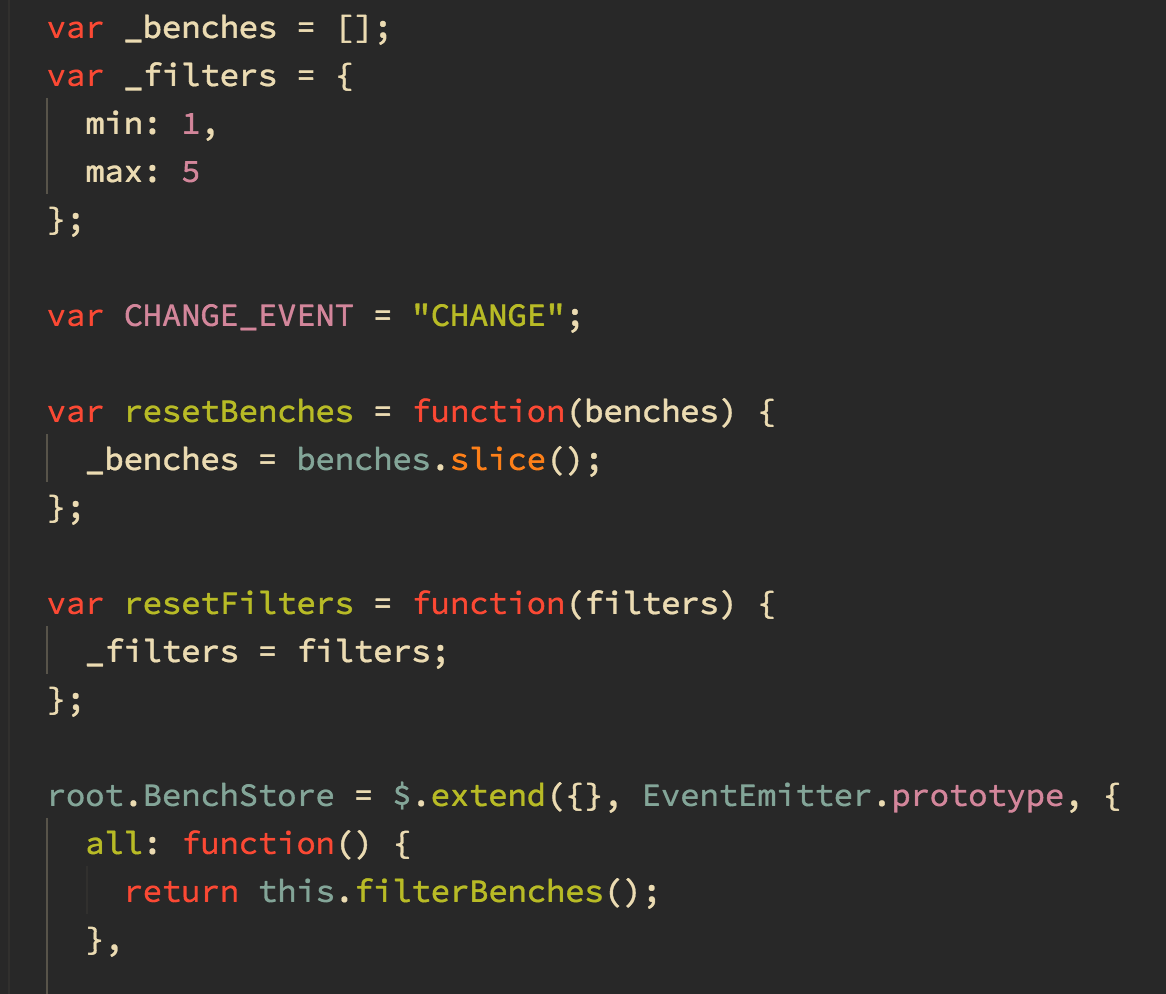 var _benches = [];
var _filters = {
  min: 1,
  max: 5
};

var CHANGE_EVENT = "CHANGE";

var resetBenches = function(benches) {
  _benches = benches.slice();
};

var resetFilters = function(filters) {
  _filters = filters;
};

root.BenchStore = $.extend({}, EventEmitter.prototype, {
  all: function() {
    return this.filterBenches();
  },